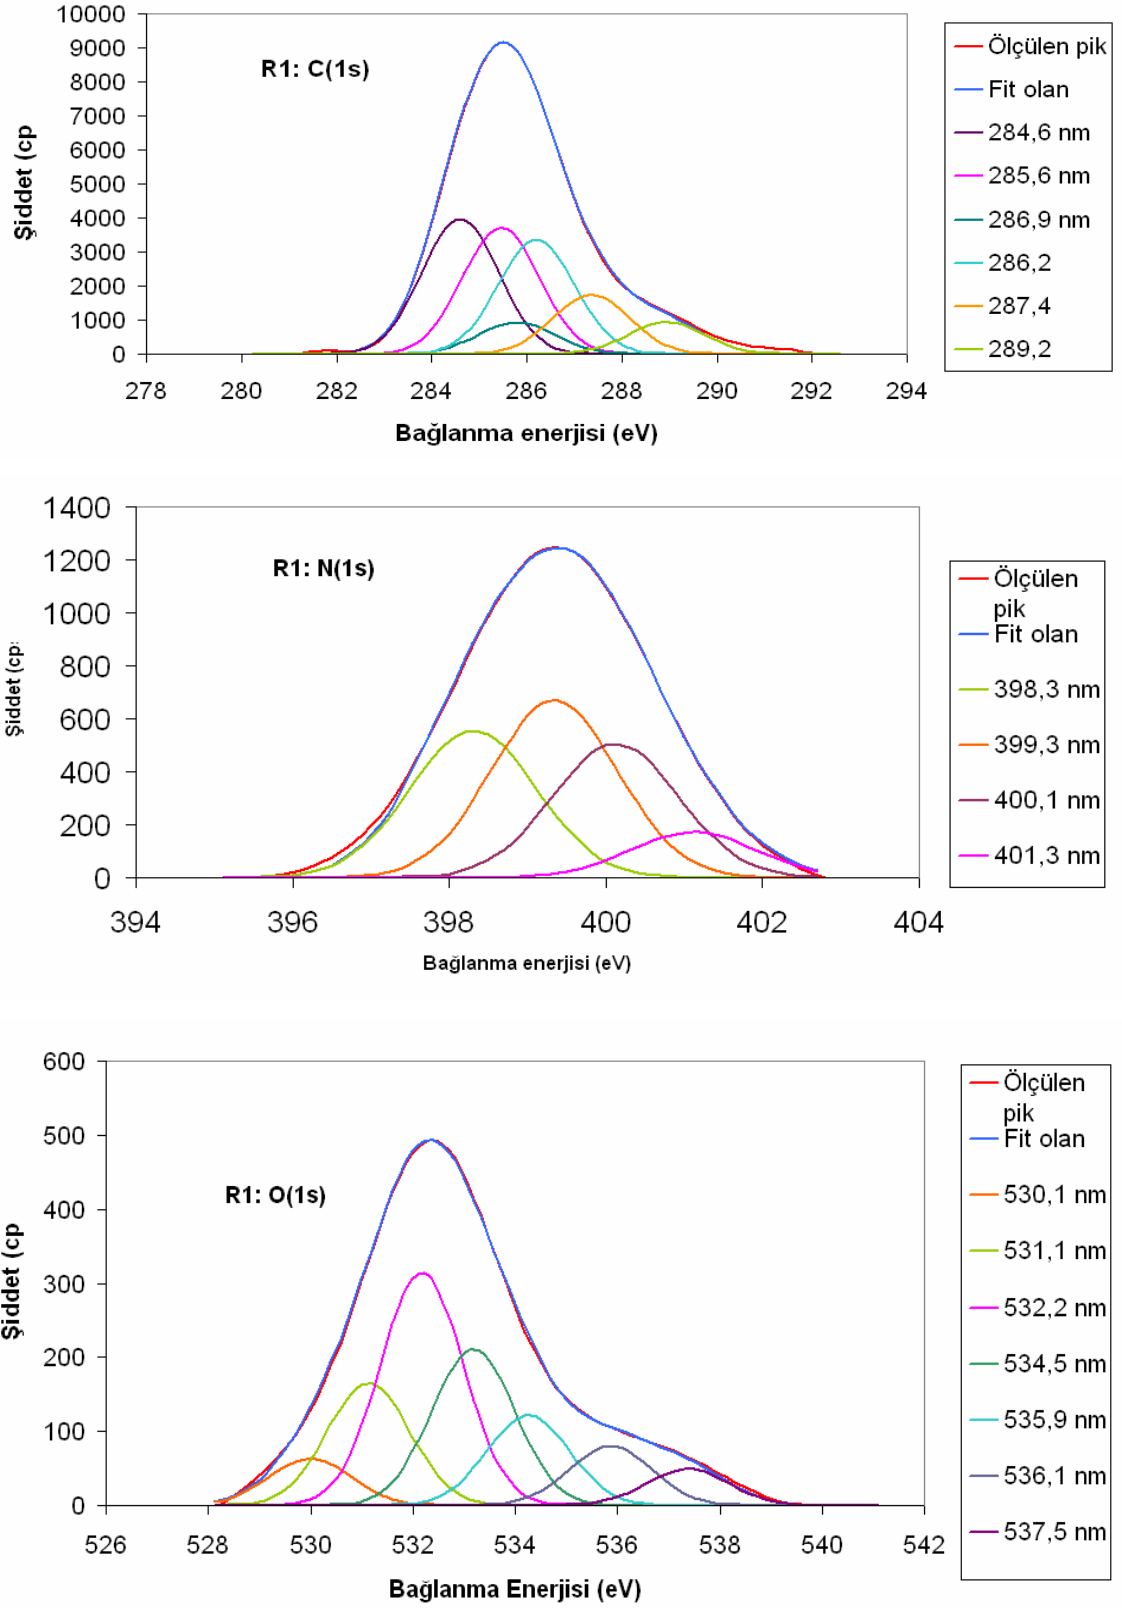 10000
9000
8000
7000
6000
5000
4000
3000
2000
1000
0
Şiddet (cp
R1: C(1s)
278 280 282 284 286 288 290 292 294
Bağlanma enerjisi (eV)
Ölçülen pik
Fit olan
284,6 nm
285,6 nm
286,9 nm
286,2
287,4
289,2
1400
1200
1000
800
600
400
200
0
Şiddet (cps
R1: N(1s)
394 396 398 400 402 404
Bağlanma enerjisi (eV)
Ölçülen
pik
Fit olan
398,3 nm
399,3 nm
400,1 nm
401,3 nm
600
500
400
300
200
100
0
Şiddet (cp
R1: O(1s)
526 528 530 532 534 536 538 540 542
Bağlanma Enerjisi (eV)
Ölçülen
pik
Fit olan
530,1 nm
531,1 nm
532,2 nm
534,5 nm
535,9 nm
536,1 nm
537,5 nm